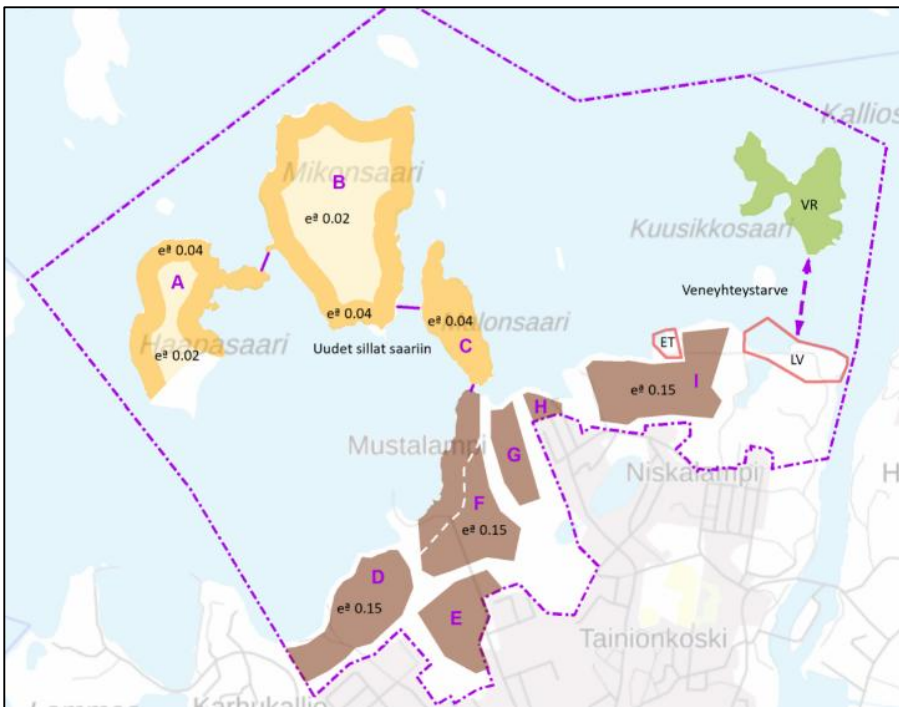 Kallios
Mikonsaari
B
eª 0.02
VR
Kuusikkosaari
eª 0.04
A
Veneyhteystarve
eª 0.04
eª 0.04
Malonsaari
Haapasaari
eª 0.02
Uudet sillat saariin
C
ET
LV
I
eª 0.15
H
Mustalampi
G
Niskalampi
H
F
eª 0.15
D
eª 0.15
E
Tainionkoski
Karhukallio